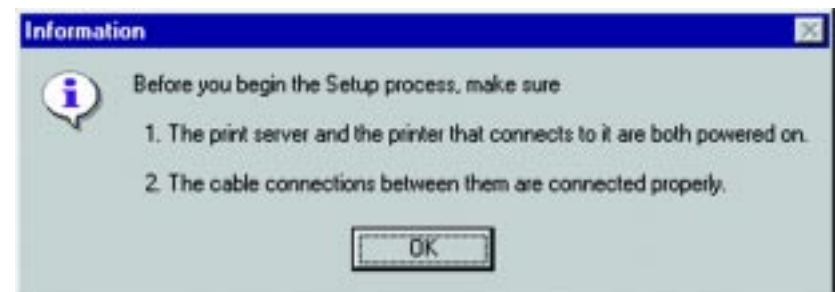 Information
Before you begin the Setup process, make sure
1. The print server and the printer that connects to it are both powered on.
2. The cable connections between them are connected properly.
OK